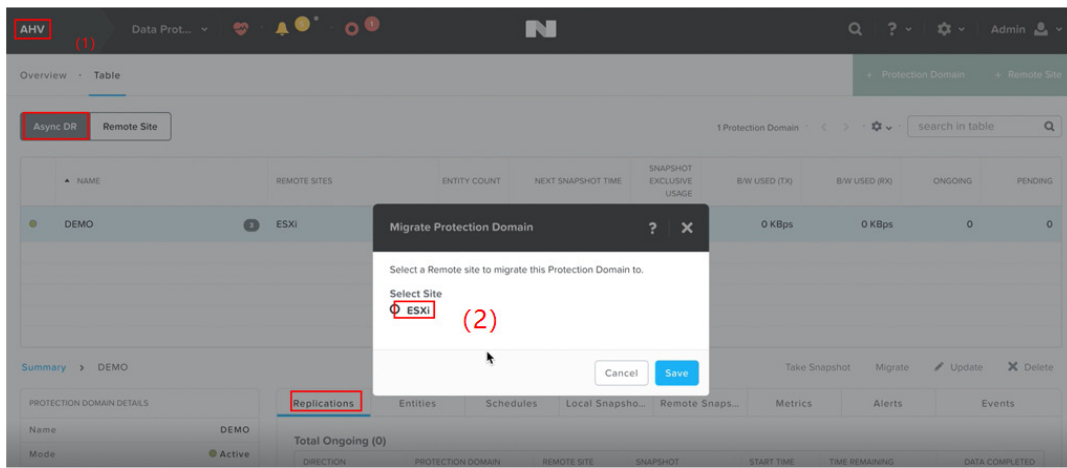 AHV
(1)
Data Prot...
N
?
Admin
Overview · Table
+ Protection Domain
+ Remote Site
Async DR
Remote Site
1 Protection Domain
search in table
NAME
REMOTE SITES
ENTITY COUNT
NEXT SNAPSHOT TIME
SNAPSHOT
EXCLUSIVE
USAGE
B/W USED (TX)
B/W USED (RX)
ONGOING
PENDING
DEMO
ESXi
0 KBps
0 KBps
0
0
Migrate Protection Domain
?
Select a Remote site to migrate this Protection Domain to.
Select Site
ESXi
(2)
Cancel
Save
Summary > DEMO
Take Snapshot
Migrate
Update
Delete
PROTECTION DOMAIN DETAILS
Replications
Entities
Schedules
Local Snapsho...
Remote Snaps...
Metrics
Alerts
Events
Name
DEMO
Mode
Active
Total Ongoing (0)
DIRECTION
PROTECTION DOMAIN
REMOTE SITE
SNAPSHOT
START TIME
TIME REMAINING
DATA COMPLETED